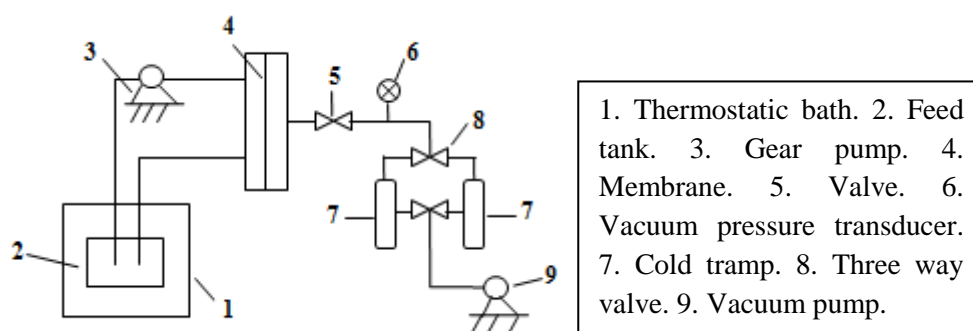 4
3
6
5
8
7
7
2
9
1
1. Thermostatic bath. 2. Feed
tank. 3. Gear pump. 4.
Membrane. 5. Valve. 6.
Vacuum pressure transducer.
7. Cold tramp. 8. Three way
valve. 9. Vacuum pump.